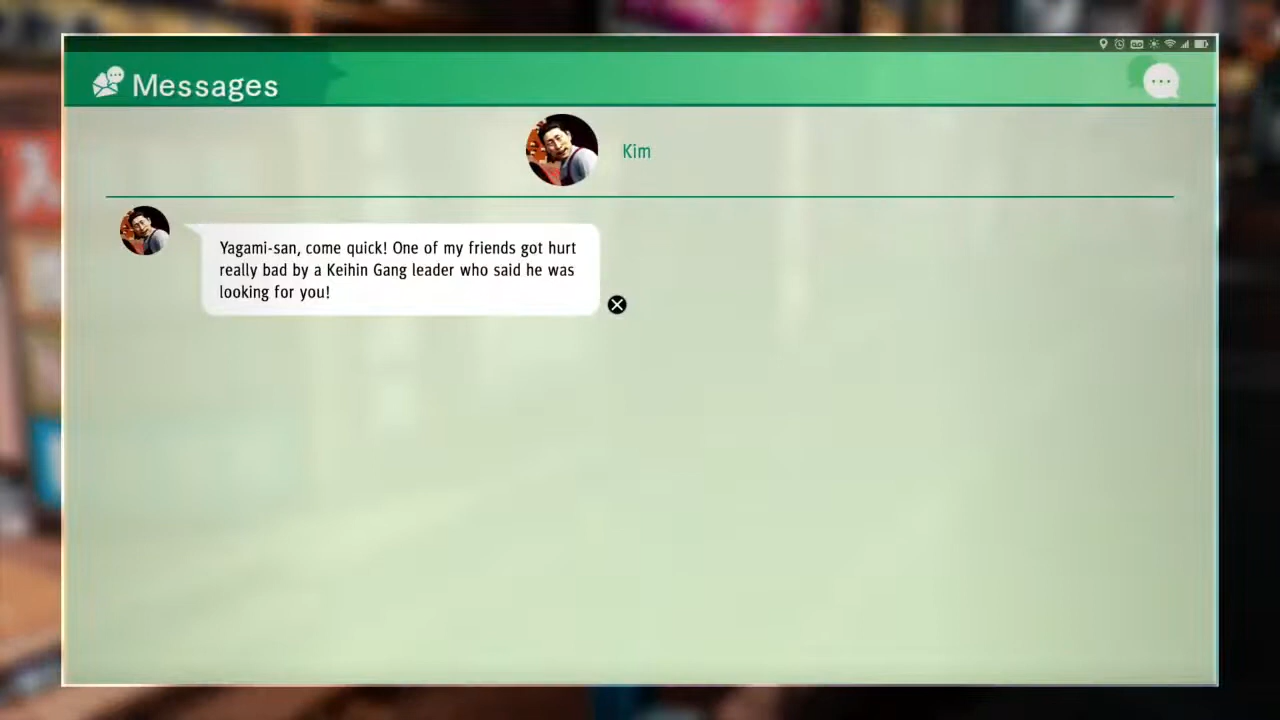 Messages
Kim
Yagami-san, come quick! One of my friends got hurt
really bad by a Keihin Gang leader who said he was
looking for you!